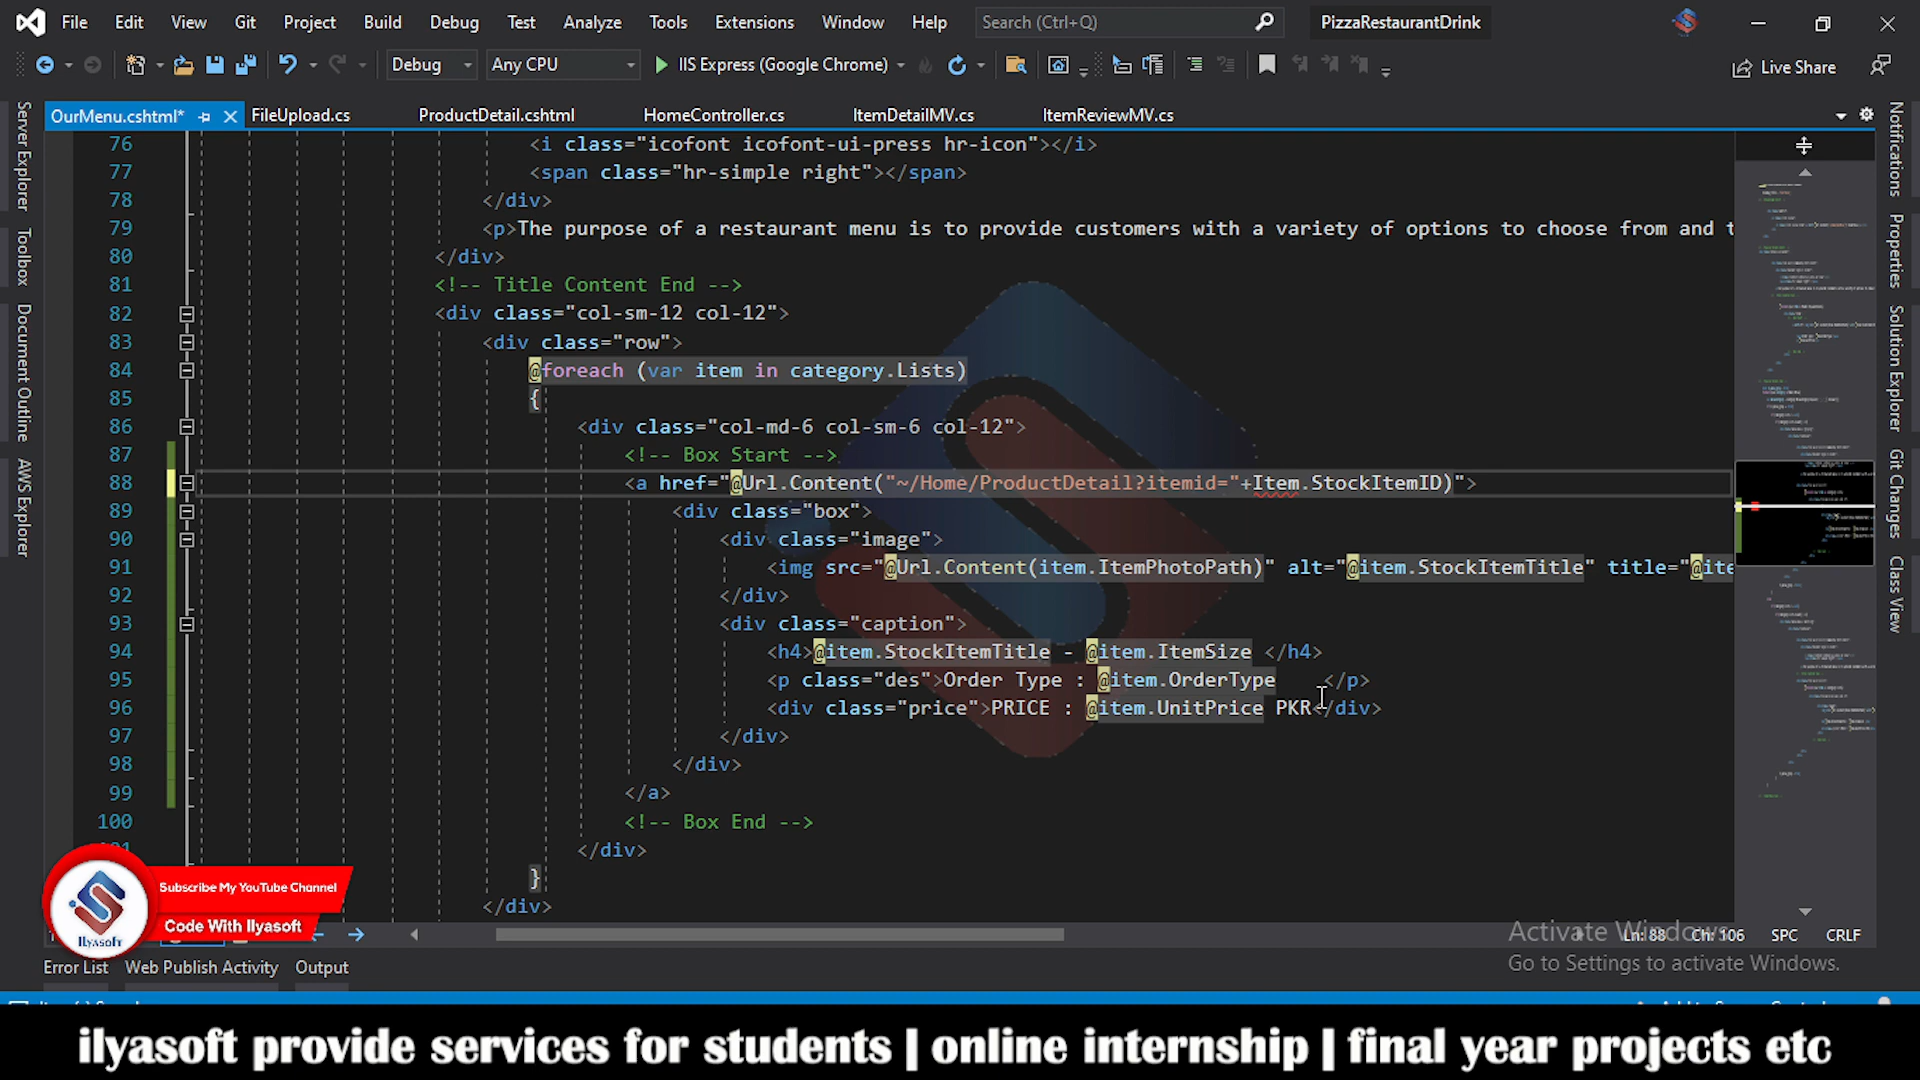 File Edit View Git Project Build Debug Test Analyze Tools Extensions Window Help Search (Ctrl+Q) PizzaRestaurantDrink
Debug Any CPU IIS Express (Google Chrome) Live Share
OurMenu.cshtml* FileUpload.cs ProductDetail.cshtml HomeController.cs ItemDetailMV.cs ItemReviewMV.cs
Server Explorer
Toolbox
Document Outline
AWS Explorer
76 <i class="icofont icofont-ui-press hr-icon"></i>
77 <span class="hr-simple right"></span>
78 </div>
79 <p>The purpose of a restaurant menu is to provide customers with a variety of options to choose from and t
80 </div>
81 <!-- Title Content End -->
82 <div class="col-sm-12 col-12">
83 <div class="row">
84 @foreach (var item in category.Lists)
85 {
86 <div class="col-md-6 col-sm-6 col-12">
87 <!-- Box Start -->
88 <a href="@Url.Content("~/Home/ProductDetail?itemid="+Item.StockItemID)">
89 <div class="box">
90 <div class="image">
91 <img src="@Url.Content(item.ItemPhotoPath)" alt="@item.StockItemTitle" title="@ite
92 </div>
93 <div class="caption">
94 <h4>@item.StockItemTitle - @item.ItemSize </h4>
95 <p class="des">Order Type : @item.OrderType </p>
96 <div class="price">PRICE : @item.UnitPrice PKR</div>
97 </div>
98 </div>
99 </a>
100 <!-- Box End -->
</div>
}
</div>
Notifications
Properties
Solution Explorer
Git Changes
Class View
Subscribe My YouTube Channel
Code With Ilyasoft
Ilyasoft
Ln: 88 Ch: 106 SPC CRLF
Activate Windows
Go to Settings to activate Windows.
Error List Web Publish Activity Output
ilyasoft provide services for students | online internship | final year projects etc